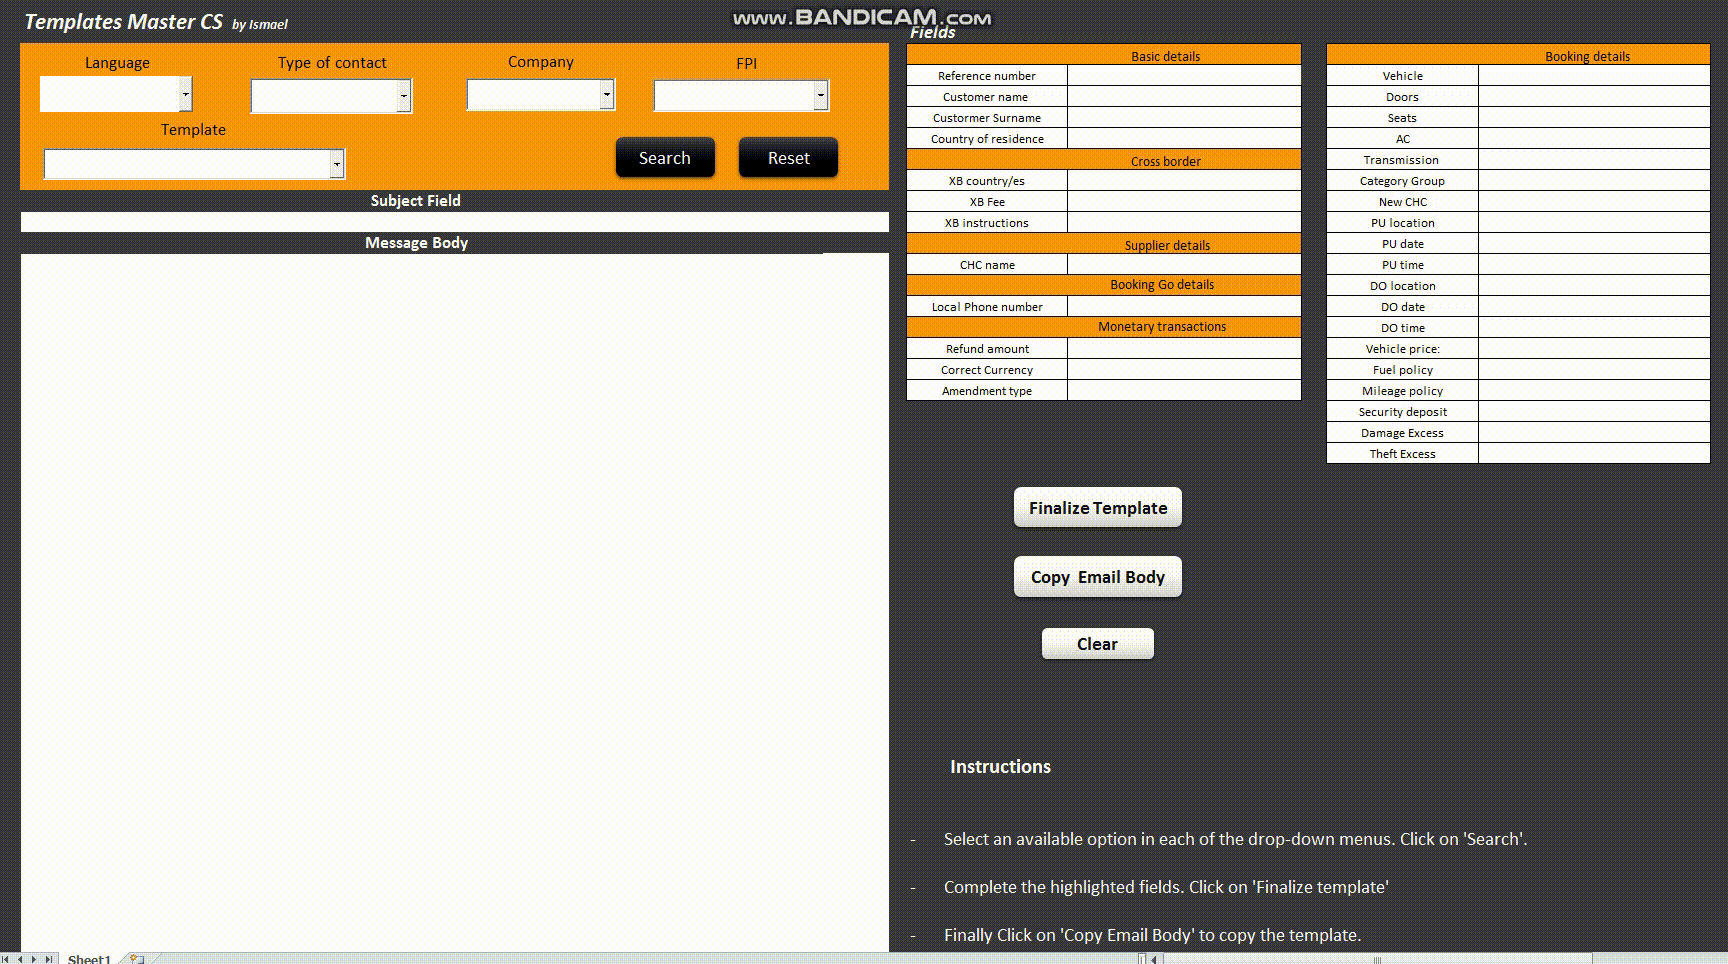 Templates Master CS by Ismael
www.BANDICAM.com
Language
Type of contact
Company
FPI
Template
Search
Reset
Subject Field
Message Body
Fields
Basic details
Reference number
Customer name
Custormer Surname
Country of residence
Cross border
XB country/es
XB Fee
XB instructions
Supplier details
CHC name
Booking Go details
Local Phone number
Monetary transactions
Refund amount
Correct Currency
Amendment type
Booking details
Vehicle
Doors
Seats
AC
Transmission
Category Group
New CHC
PU location
PU date
PU time
DO location
DO date
DO time
Vehicle price:
Fuel policy
Mileage policy
Security deposit
Damage Excess
Theft Excess
Finalize Template
Copy  Email Body
Clear
Instructions
- Select an available option in each of the drop-down menus. Click on 'Search'.
- Complete the highlighted fields. Click on 'Finalize template'
- Finally Click on 'Copy Email Body' to copy the template.
Sheet1